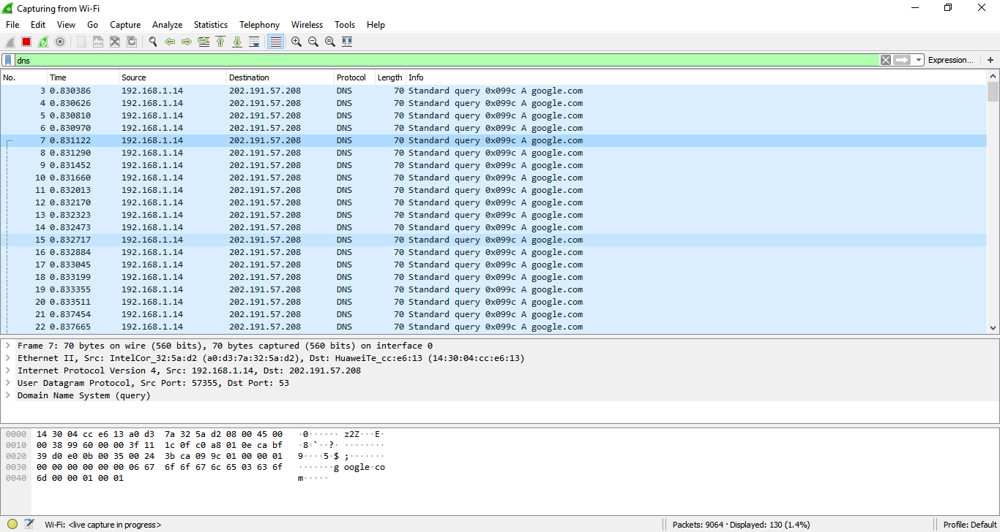 Capturing from Wi-Fi
File Edit View Go Capture Analyze Statistics Telephony Wireless Tools Help
dns Expression... +
No. Time Source Destination Protocol Length Info
3 0.830386 192.168.1.14 202.191.57.208 DNS 70 Standard query 0x099c A google.com
4 0.830626 192.168.1.14 202.191.57.208 DNS 70 Standard query 0x099c A google.com
5 0.830810 192.168.1.14 202.191.57.208 DNS 70 Standard query 0x099c A google.com
6 0.830970 192.168.1.14 202.191.57.208 DNS 70 Standard query 0x099c A google.com
7 0.831122 192.168.1.14 202.191.57.208 DNS 70 Standard query 0x099c A google.com
8 0.831290 192.168.1.14 202.191.57.208 DNS 70 Standard query 0x099c A google.com
9 0.831452 192.168.1.14 202.191.57.208 DNS 70 Standard query 0x099c A google.com
10 0.831660 192.168.1.14 202.191.57.208 DNS 70 Standard query 0x099c A google.com
11 0.832013 192.168.1.14 202.191.57.208 DNS 70 Standard query 0x099c A google.com
12 0.832170 192.168.1.14 202.191.57.208 DNS 70 Standard query 0x099c A google.com
13 0.832323 192.168.1.14 202.191.57.208 DNS 70 Standard query 0x099c A google.com
14 0.832473 192.168.1.14 202.191.57.208 DNS 70 Standard query 0x099c A google.com
15 0.832717 192.168.1.14 202.191.57.208 DNS 70 Standard query 0x099c A google.com
16 0.832884 192.168.1.14 202.191.57.208 DNS 70 Standard query 0x099c A google.com
17 0.833045 192.168.1.14 202.191.57.208 DNS 70 Standard query 0x099c A google.com
18 0.833199 192.168.1.14 202.191.57.208 DNS 70 Standard query 0x099c A google.com
19 0.833355 192.168.1.14 202.191.57.208 DNS 70 Standard query 0x099c A google.com
20 0.833511 192.168.1.14 202.191.57.208 DNS 70 Standard query 0x099c A google.com
21 0.837454 192.168.1.14 202.191.57.208 DNS 70 Standard query 0x099c A google.com
22 0.837665 192.168.1.14 202.191.57.208 DNS 70 Standard query 0x099c A google.com
Frame 7: 70 bytes on wire (560 bits), 70 bytes captured (560 bits) on interface 0
Ethernet II, Src: IntelCor_32:5a:d2 (a0:d3:7a:32:5a:d2), Dst: HuaweiTe_cc:e6:13 (14:30:04:cc:e6:13)
Internet Protocol Version 4, Src: 192.168.1.14, Dst: 202.191.57.208
User Datagram Protocol, Src Port: 57355, Dst Port: 53
Domain Name System (query)
0000 14 30 04 cc e6 13 a0 d3 7a 32 5a d2 08 00 45 00 ·0······ z2Z···E·
0010 00 38 99 60 00 00 3f 11 1c 0f c0 a8 01 0e ca bf ·8·`··?· ········
0020 39 d0 e0 0b 00 35 00 24 3b ca 09 9c 01 00 00 01 9····5·$ ;·······
0030 00 00 00 00 00 00 06 67 6f 6f 67 6c 65 03 63 6f ·······g oogle·co
0040 6d 00 00 01 00 01 m·····
Wi-Fi: <live capture in progress> Packets: 9064 · Displayed: 130 (1.4%) Profile: Default